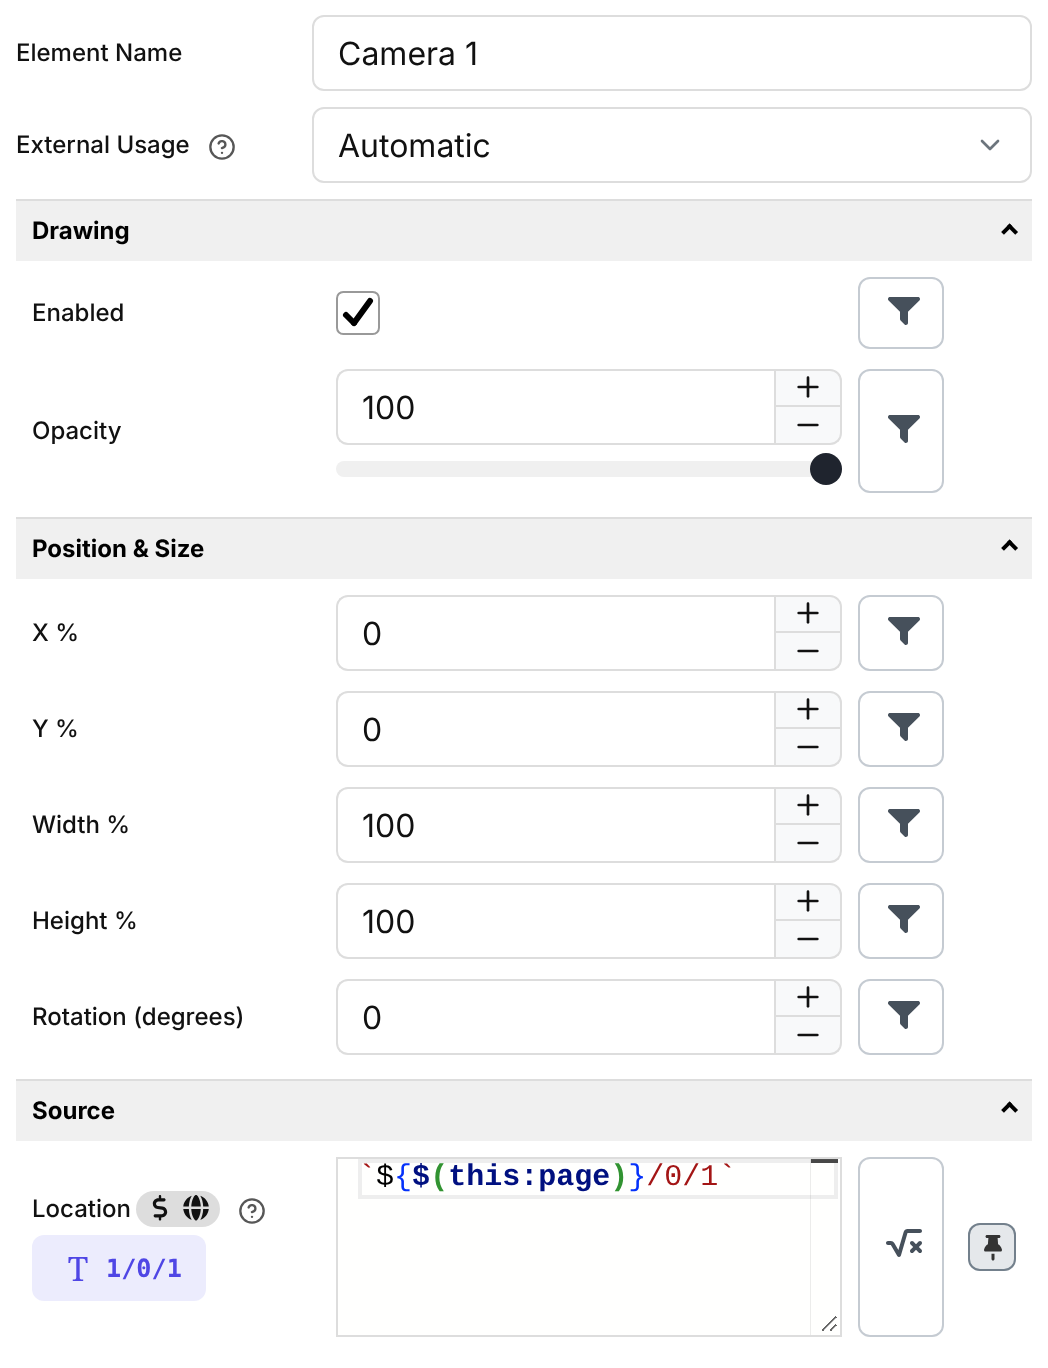 Element Name
Camera 1
External Usage
Automatic
Drawing
Enabled
Opacity
100
Position & Size
X %
0
Y %
0
Width %
100
Height %
100
Rotation (degrees)
0
Source
Location $
`${$(this:page)}/0/1`
T 1/0/1